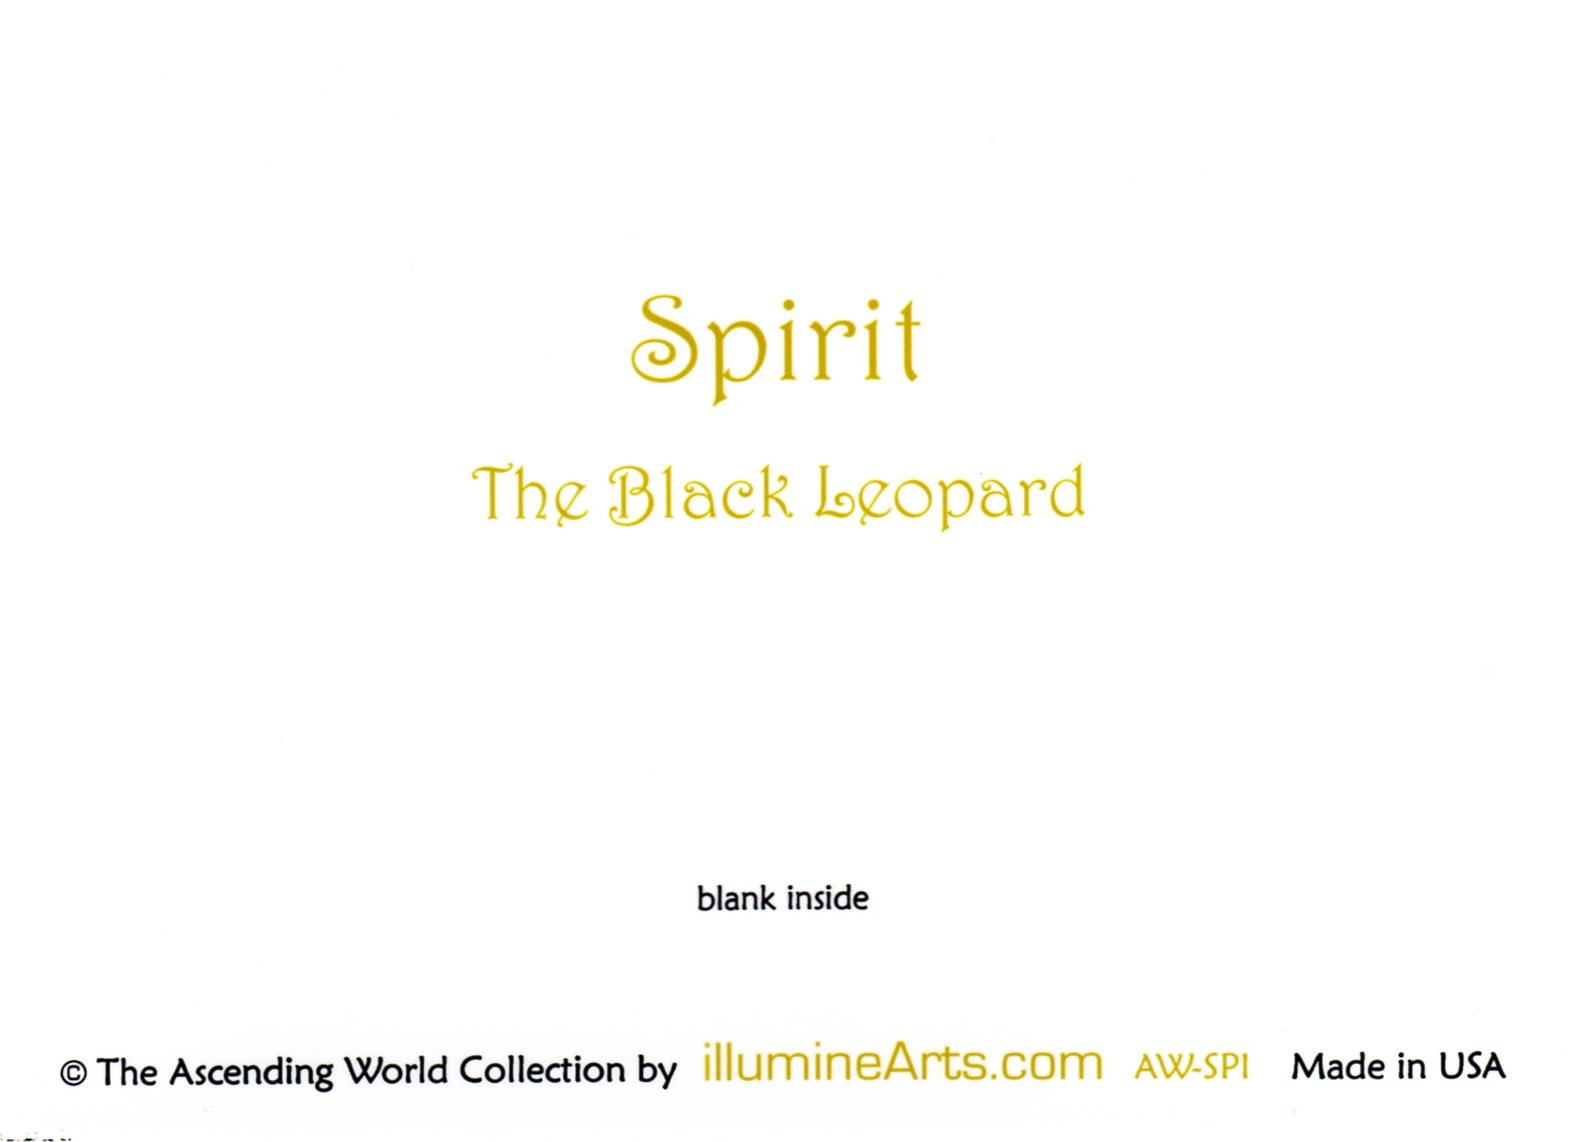 Spirit
The Black Leopard
blank inside
© The Ascending World Collection by illumineArts.com AW-SPI Made in USA